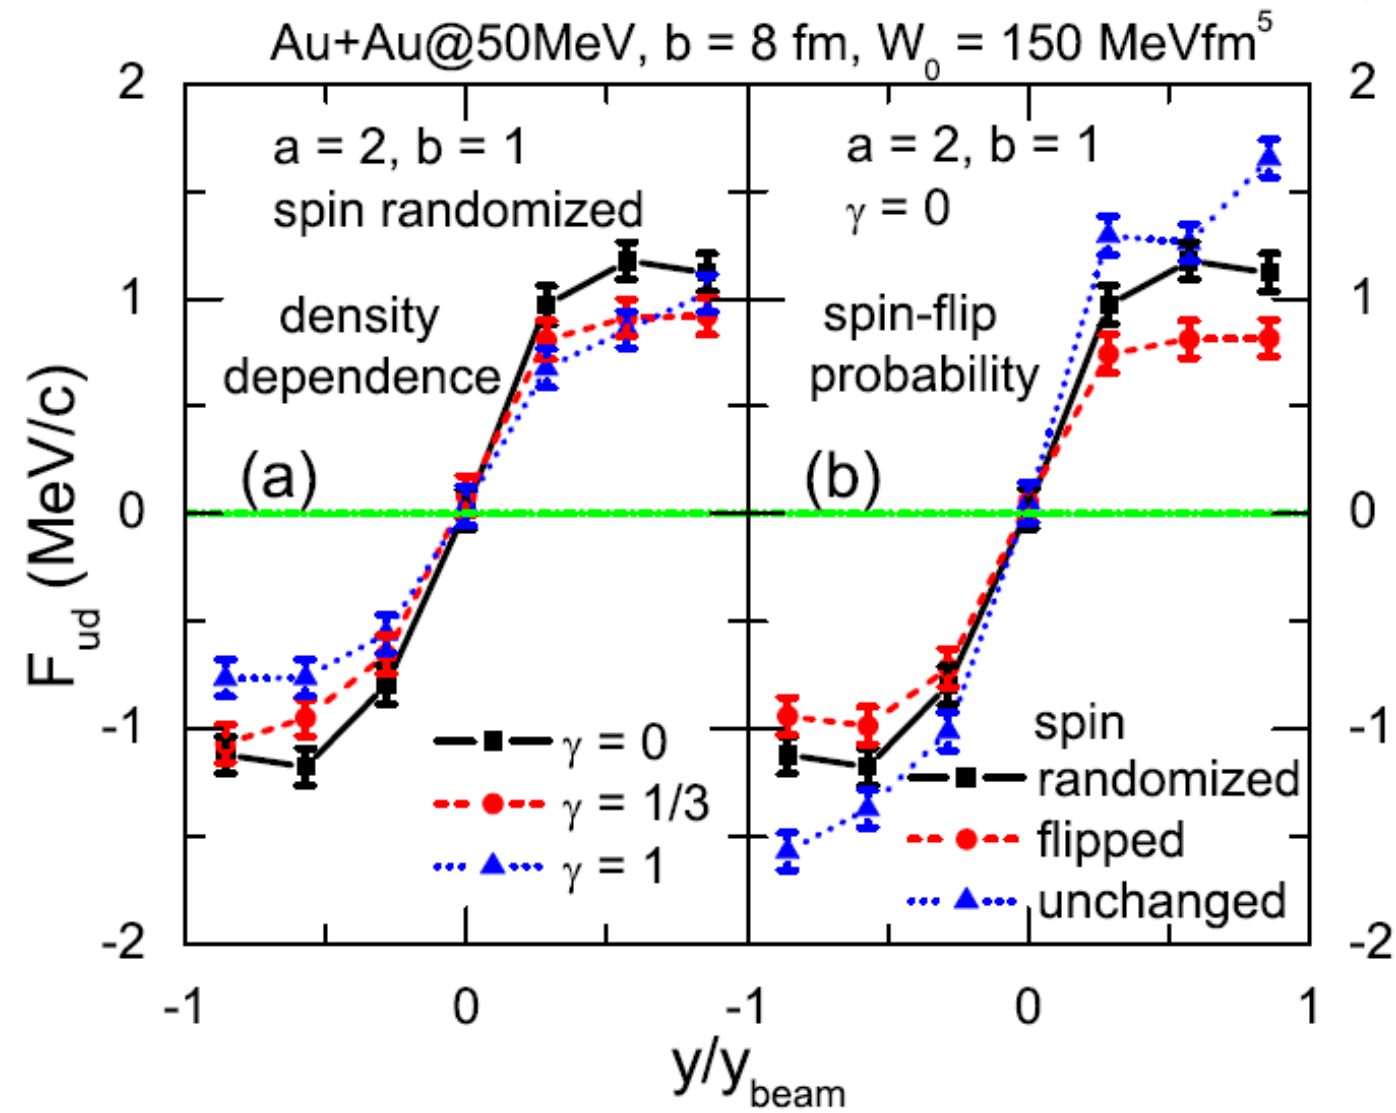 Au+Au@50MeV, b = 8 fm, W₀ = 150 MeVfm⁵
2
1
0
-1
-2
F_ud (MeV/c)
a = 2, b = 1
spin randomized
density
dependence
(a)
γ = 0
γ = 1/3
γ = 1
a = 2, b = 1
γ = 0
spin-flip
probability
(b)
spin
randomized
flipped
unchanged
2
1
0
-1
-2
-1 0 -1 0 1
y/y_beam